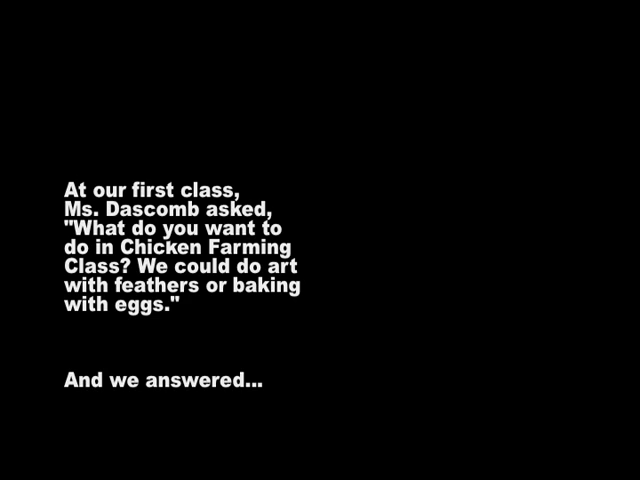 At our first class,
Ms. Dascomb asked,
"What do you want to
do in Chicken Farming
Class? We could do art
with feathers or baking
with eggs."
And we answered...